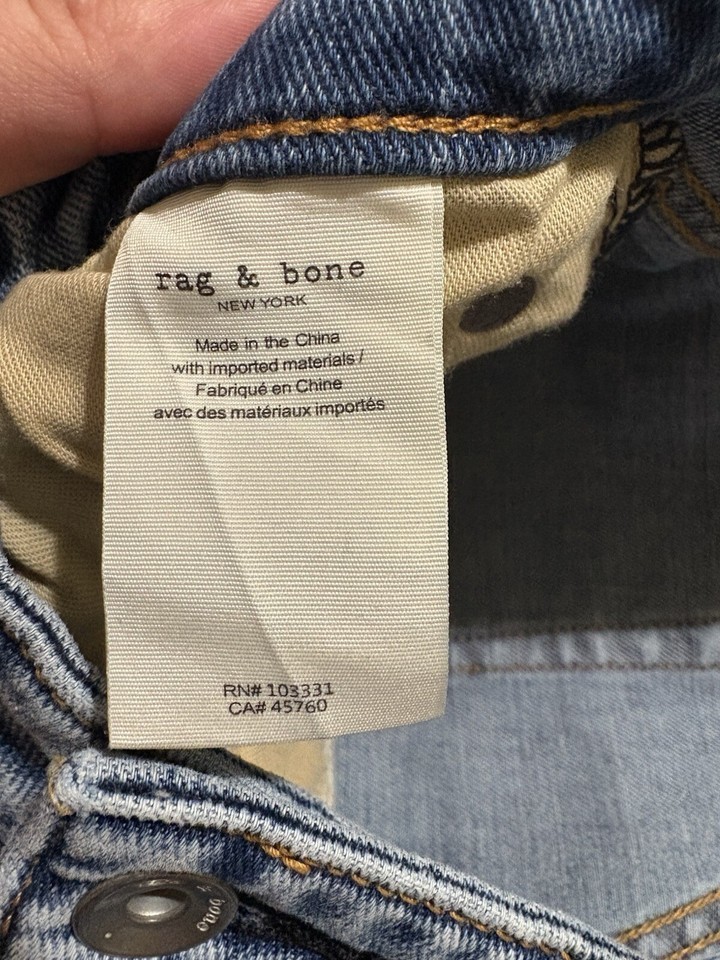 rag & bone
NEW YORK
Made in the China
with imported materials /
Fabriqué en Chine
avec des matériaux importés
RN# 103331
CA# 45760
bone